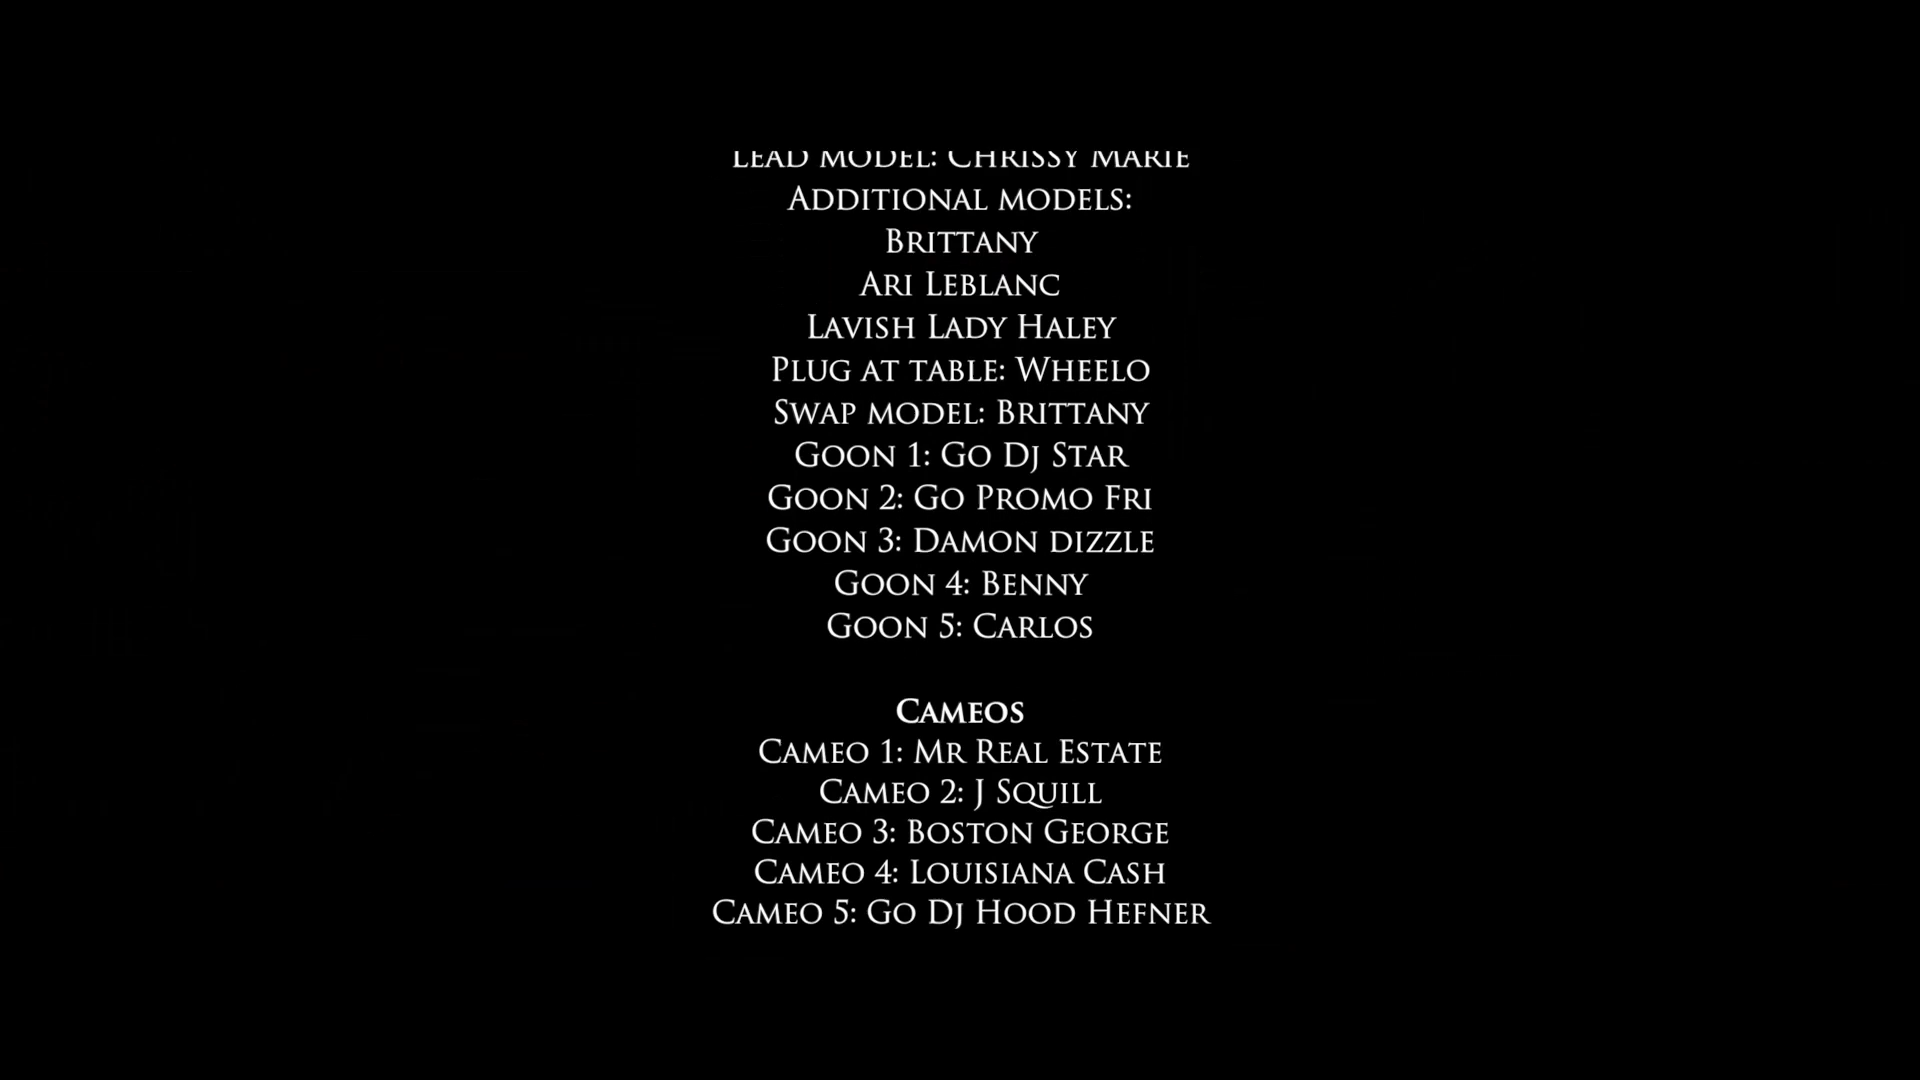 Lead model: Chrissy Marie
Additional models:
Brittany
Ari Leblanc
Lavish Lady Haley
Plug at table: Wheelo
Swap model: Brittany
Goon 1: Go Dj Star
Goon 2: Go Promo Fri
Goon 3: Damon dizzle
Goon 4: Benny
Goon 5: Carlos
Cameos
Cameo 1: Mr Real Estate
Cameo 2: J Squill
Cameo 3: Boston George
Cameo 4: Louisiana Cash
Cameo 5: Go Dj Hood Hefner